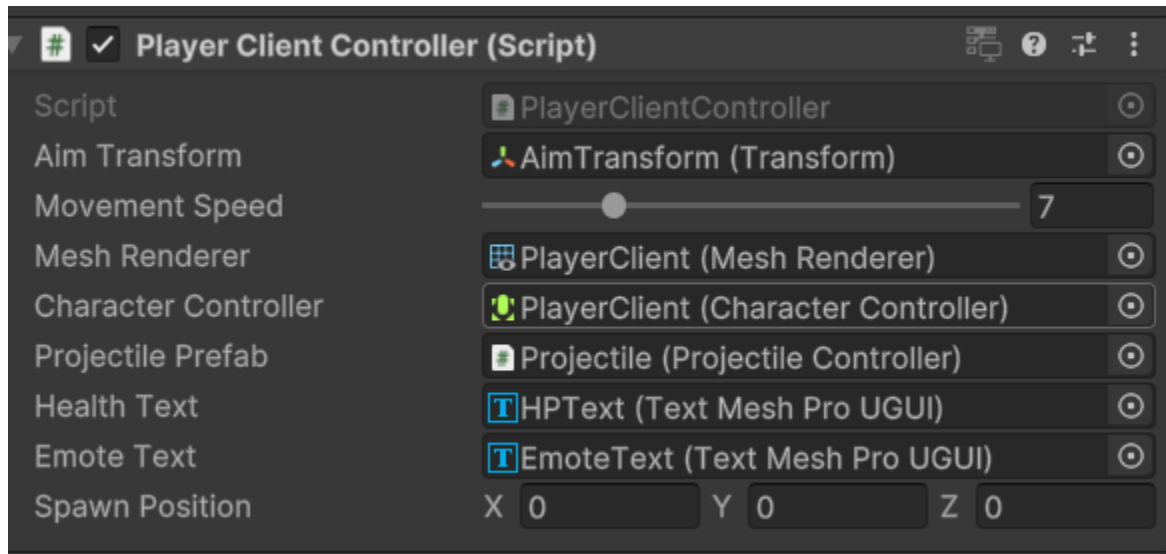 Player Client Controller (Script)
Script PlayerClientController
Aim Transform AimTransform (Transform)
Movement Speed 7
Mesh Renderer PlayerClient (Mesh Renderer)
Character Controller PlayerClient (Character Controller)
Projectile Prefab Projectile (Projectile Controller)
Health Text HPText (Text Mesh Pro UGUI)
Emote Text EmoteText (Text Mesh Pro UGUI)
Spawn Position X 0 Y 0 Z 0